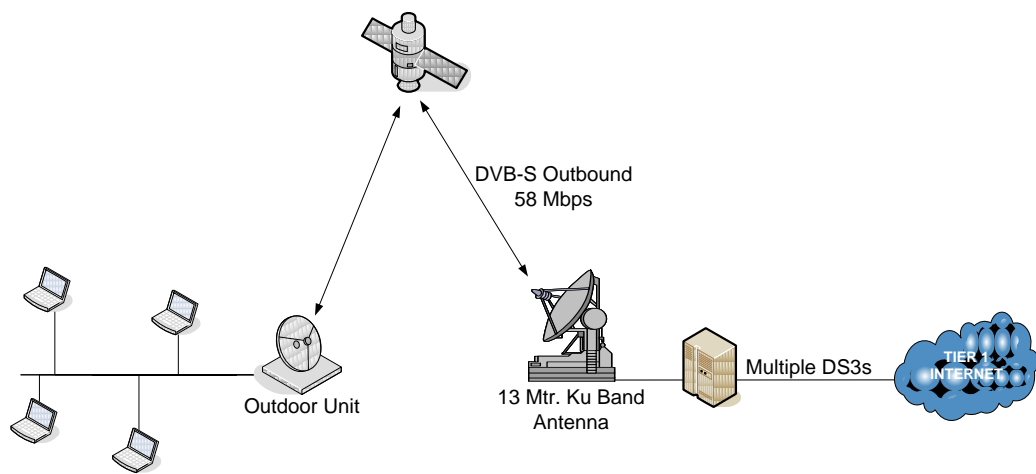 DVB-S Outbound
58 Mbps
Outdoor Unit
13 Mtr. Ku Band
Antenna
Multiple DS3s
TIER 1
INTERNET